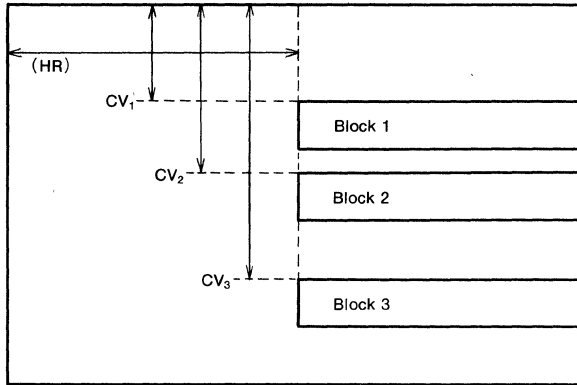 (HR)
CV₁
Block 1
CV₂
Block 2
CV₃
Block 3